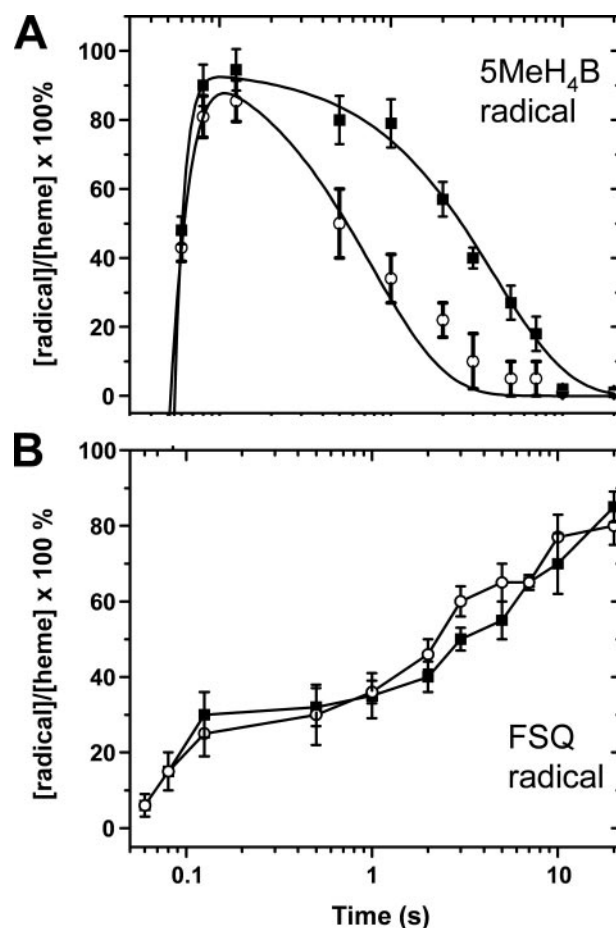 A
5MeH₄B
radical
[radical]/[heme] x 100%
100
80
60
40
20
0
B
FSQ
radical
[radical]/[heme] x 100 %
100
80
60
40
20
0
0.1 1 10
Time (s)